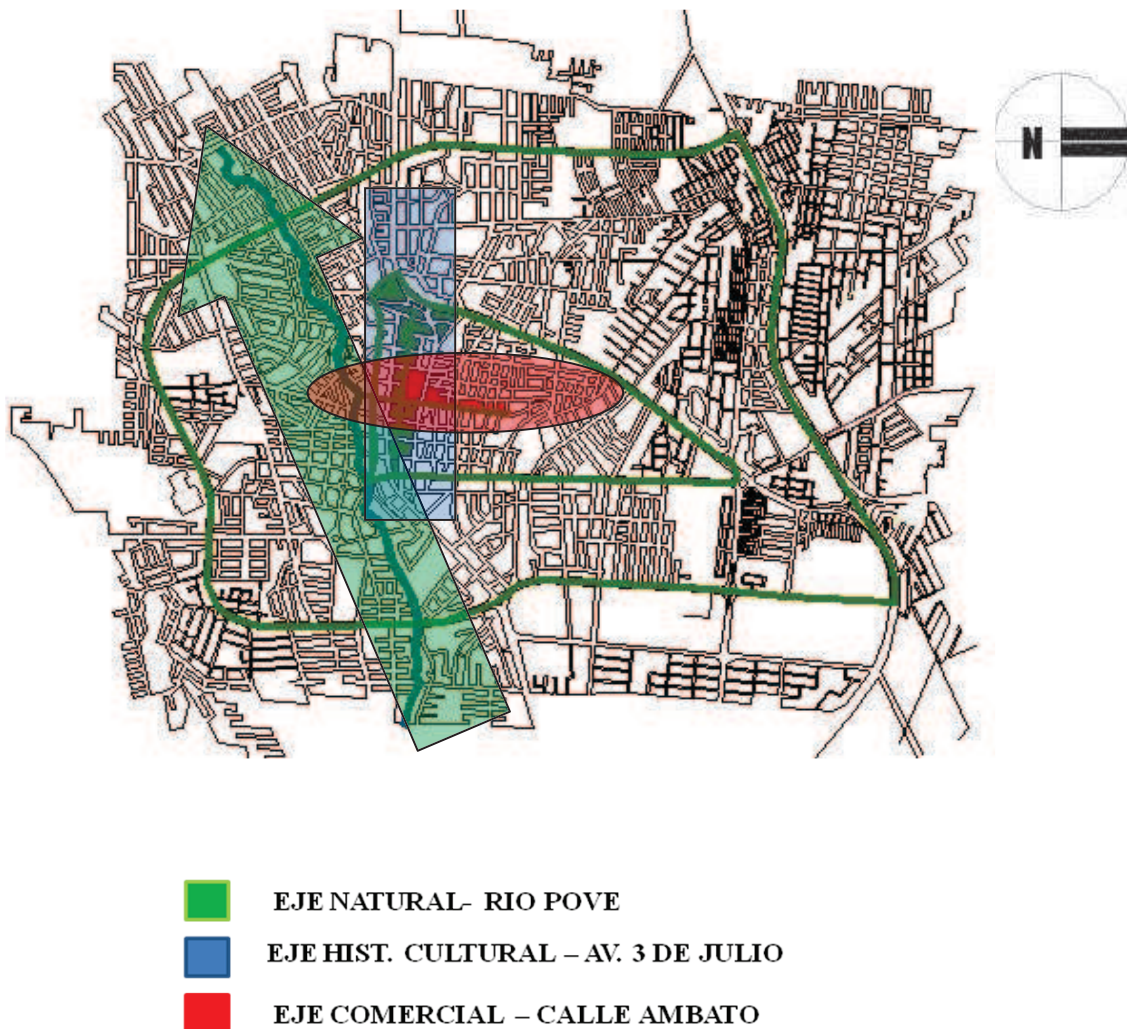 N
EJE NATURAL- RIO POVE
EJE HIST. CULTURAL – AV. 3 DE JULIO
EJE COMERCIAL – CALLE AMBATO